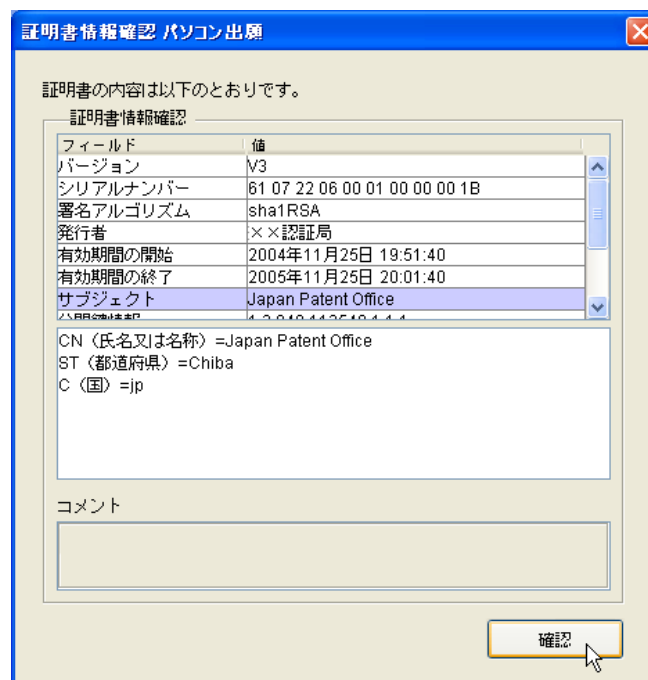 証明書情報確認 パソコン出願
証明書の内容は以下のとおりです。
証明書情報確認
フィールド 値
バージョン V3
シリアルナンバー 61 07 22 06 00 01 00 00 00 1B
署名アルゴリズム sha1RSA
発行者 ××認証局
有効期間の開始 2004年11月25日 19:51:40
有効期間の終了 2005年11月25日 20:01:40
サブジェクト Japan Patent Office
CN（氏名又は名称）=Japan Patent Office
ST（都道府県）=Chiba
C（国）=jp
コメント
確認